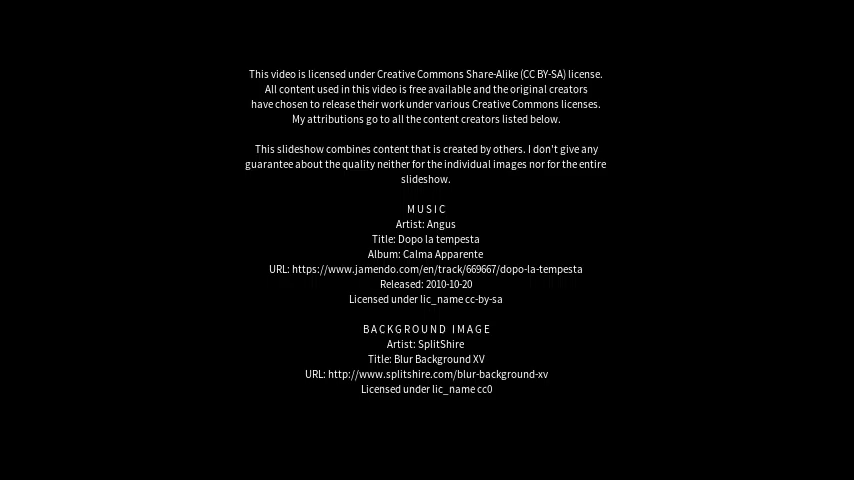 This video is licensed under Creative Commons Share-Alike (CC BY-SA) license.
All content used in this video is free available and the original creators
have chosen to release their work under various Creative Commons licenses.
My attributions go to all the content creators listed below.
This slideshow combines content that is created by others. I don't give any
guarantee about the quality neither for the individual images nor for the entire
slideshow.
MUSIC
Artist: Angus
Title: Dopo la tempesta
Album: Calma Apparente
URL: https://www.jamendo.com/en/track/669667/dopo-la-tempesta
Released: 2010-10-20
Licensed under lic_name cc-by-sa
BACKGROUND IMAGE
Artist: SplitShire
Title: Blur Background XV
URL: http://www.splitshire.com/blur-background-xv
Licensed under lic_name cc0